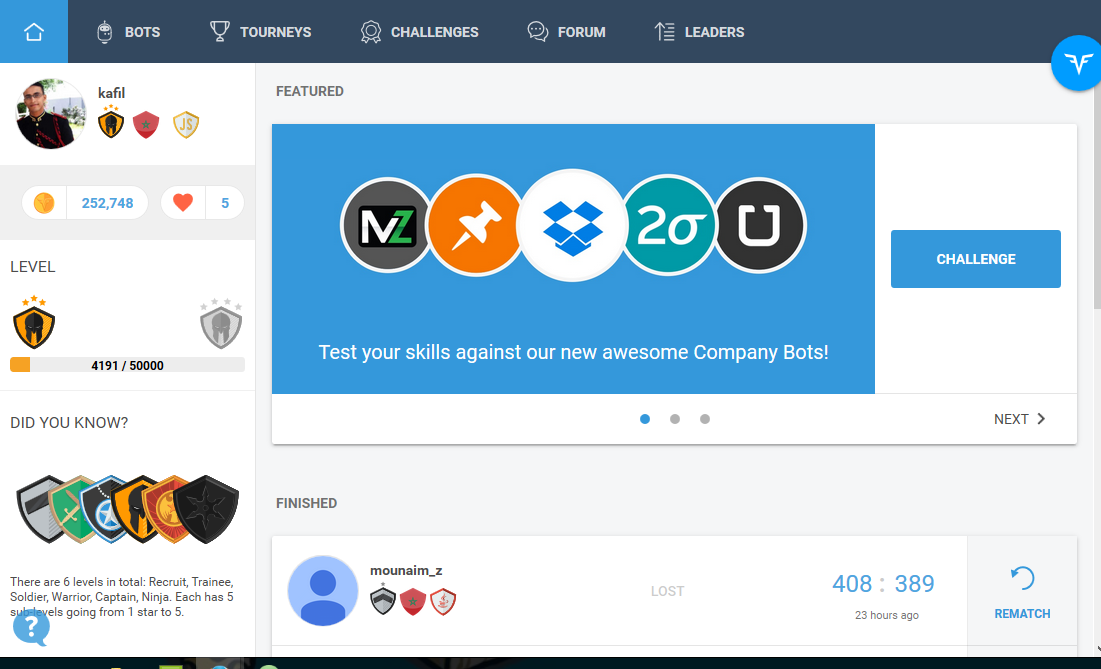 BOTS
TOURNEYS
CHALLENGES
FORUM
LEADERS
kafil
JS
252,748
5
LEVEL
4191 / 50000
DID YOU KNOW?
There are 6 levels in total: Recruit, Trainee,
Soldier, Warrior, Captain, Ninja. Each has 5
sub-levels going from 1 star to 5.
?
FEATURED
MZ
2σ
U
Test your skills against our new awesome Company Bots!
CHALLENGE
NEXT
FINISHED
mounaim_z
LOST
408 : 389
23 hours ago
REMATCH